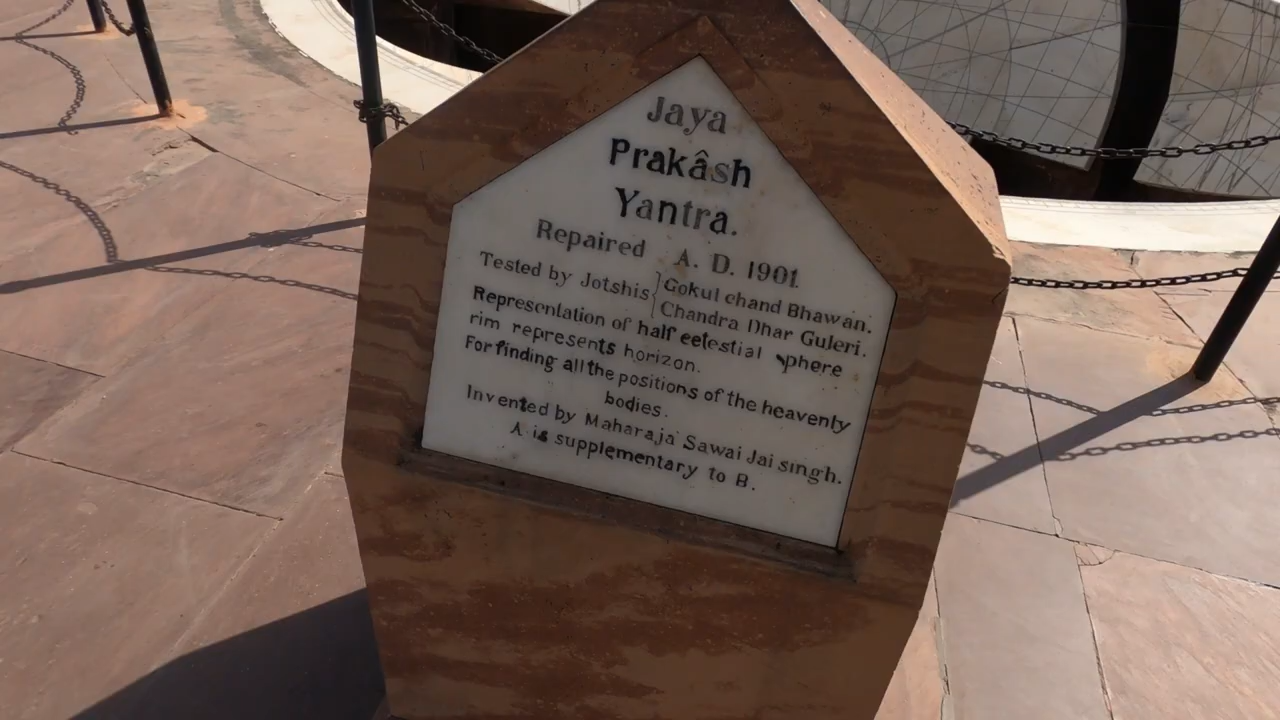 Jaya
Prakâsh
Yantra.
Repaired A. D. 1901.
Tested by Jotshis { Gokul chand Bhawan.
Chandra Dhar Guleri.
Representation of half celestial sphere
rim represents horizon.
For finding all the positions of the heavenly
bodies.
Invented by Maharaja Sawai Jai singh.
A is supplementary to B.